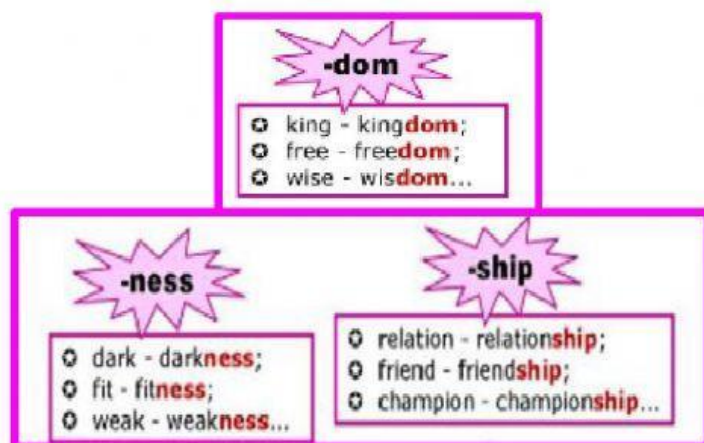 -dom
✪ king - kingdom;
✪ free - freedom;
✪ wise - wisdom...
-ness
✪ dark - darkness;
✪ fit - fitness;
✪ weak - weakness...
-ship
✪ relation - relationship;
✪ friend - friendship;
✪ champion - championship...